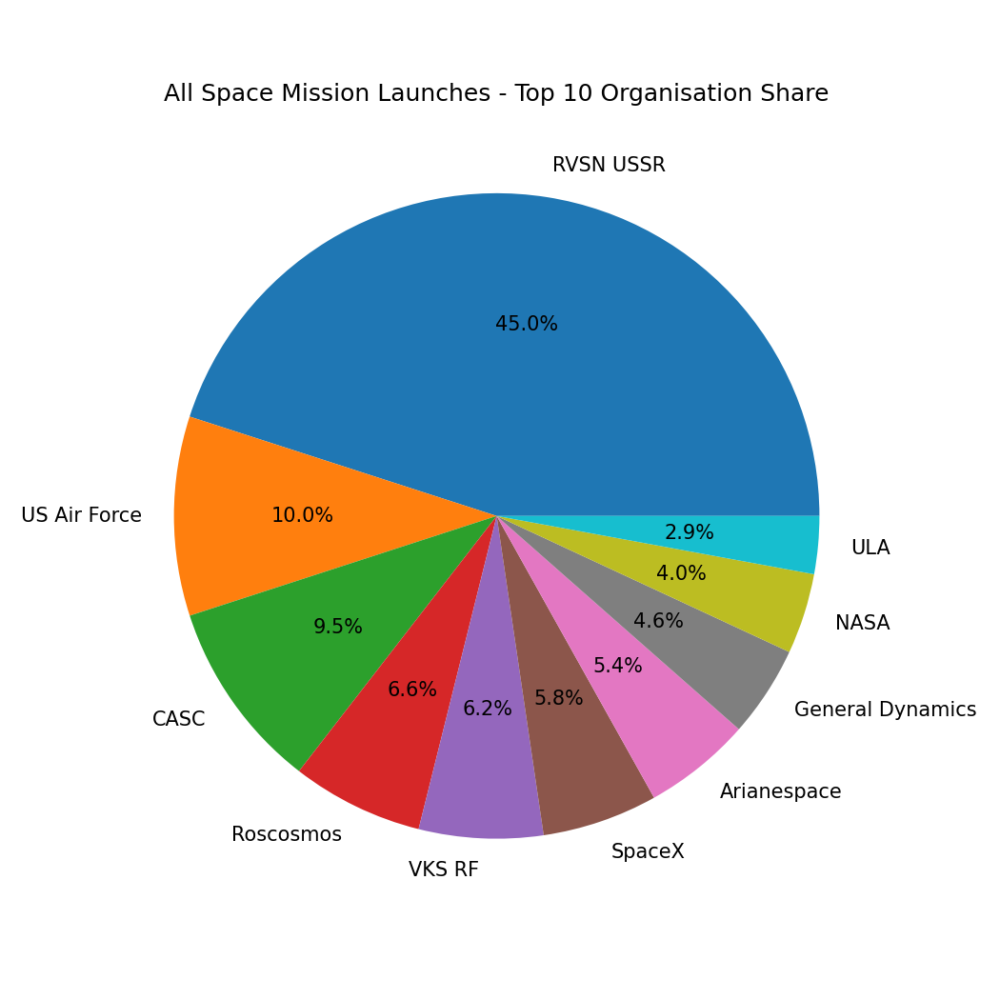 All Space Mission Launches - Top 10 Organisation Share
RVSN USSR
45.0%
US Air Force
10.0%
CASC
9.5%
Roscosmos
6.6%
VKS RF
6.2%
SpaceX
5.8%
Arianespace
5.4%
General Dynamics
4.6%
NASA
4.0%
ULA
2.9%